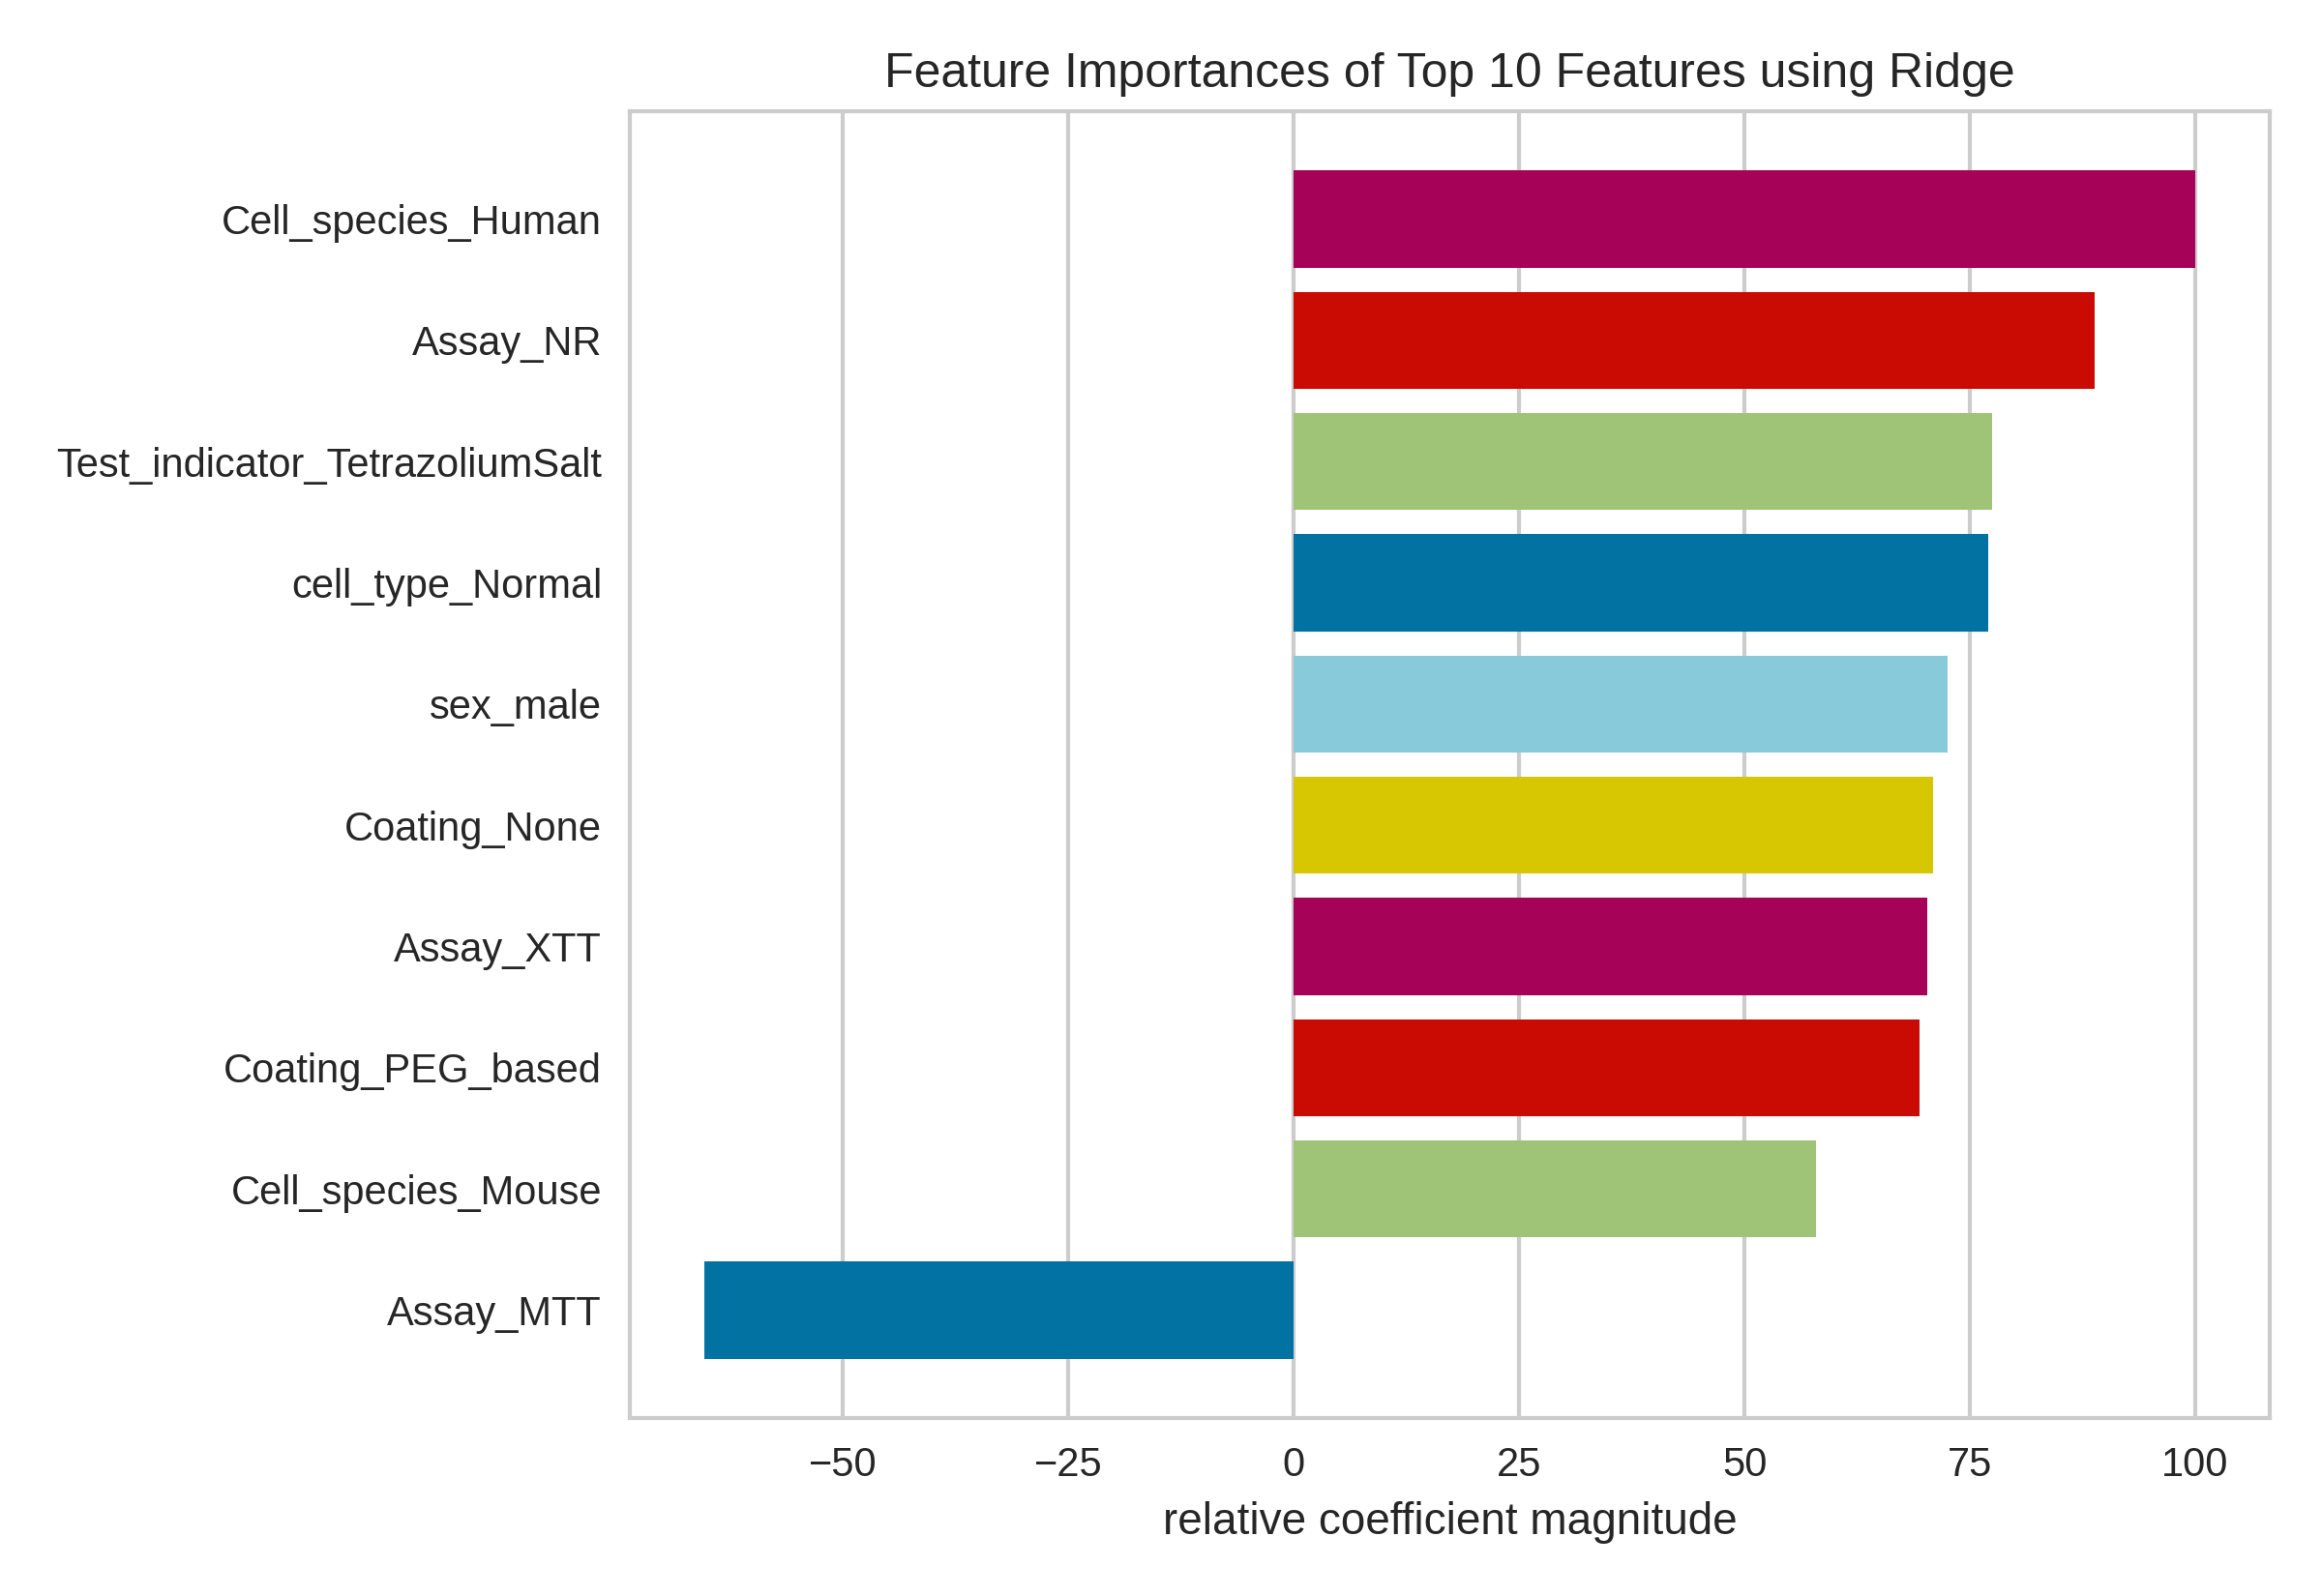 Feature Importances of Top 10 Features using Ridge
Cell_species_Human
Assay_NR
Test_indicator_TetrazoliumSalt
cell_type_Normal
sex_male
Coating_None
Assay_XTT
Coating_PEG_based
Cell_species_Mouse
Assay_MTT
−50 −25 0 25 50 75 100
relative coefficient magnitude